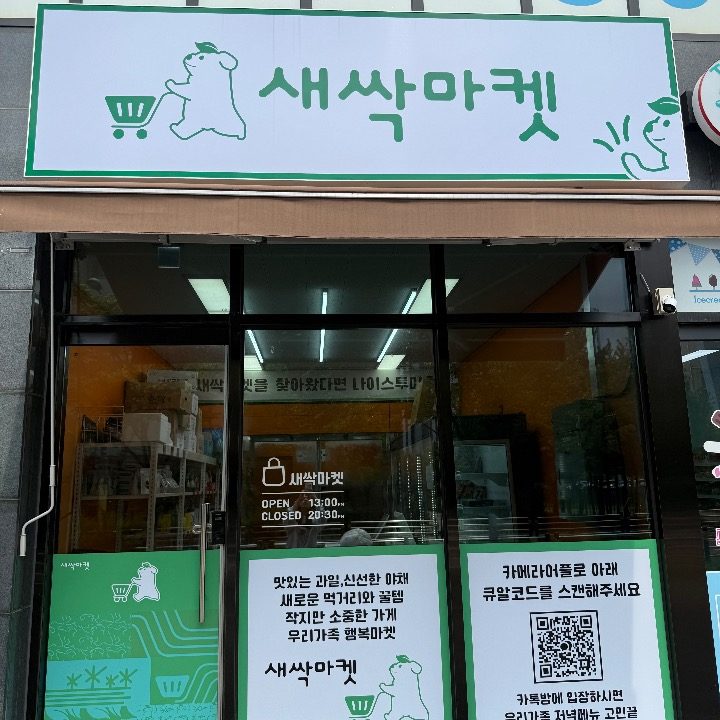 새싹마켓
새싹마켓을 찾아왔다면 나이스투미
새싹마켓
OPEN 13:00PM
CLOSED 20:30PM
새싹마켓
맛있는 과일,신선한 야채
새로운 먹거리와 꿀템
작지만 소중한 가게
우리가족 행복마켓
새싹마켓
카메라어플로 아래
큐알코드를 스캔해주세요
카톡방에 입장하시면
우리가족 저녁메뉴 고민끝
Icecre